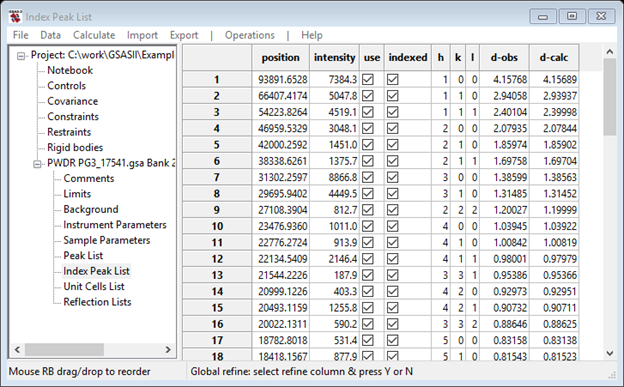 Index Peak List
File Data Calculate Import Export | Operations | Help
Project: C:\work\GSASII\Example
Notebook
Controls
Covariance
Constraints
Restraints
Rigid bodies
PWDR PG3_17541.gsa Bank 2
Comments
Limits
Background
Instrument Parameters
Sample Parameters
Peak List
Index Peak List
Unit Cells List
Reflection Lists
position intensity use indexed h k l d-obs d-calc
1 93891.6528 7384.3 1 0 0 4.15768 4.15689
2 66407.4174 5047.8 1 1 0 2.94058 2.93937
3 54223.8264 4519.1 1 1 1 2.40104 2.39998
4 46959.5329 3048.1 2 0 0 2.07935 2.07844
5 42000.2592 1451.0 2 1 0 1.85974 1.85902
6 38338.6261 1375.7 2 1 1 1.69758 1.69704
7 31302.2597 8866.8 3 0 0 1.38599 1.38563
8 29695.9402 4449.5 3 1 0 1.31485 1.31452
9 27108.3904 812.7 2 2 2 1.20027 1.19999
10 23476.9360 1011.0 4 0 0 1.03945 1.03922
11 22776.2724 913.9 4 1 0 1.00842 1.00819
12 22134.5409 2146.4 4 1 1 0.98001 0.97979
13 21544.2226 187.9 3 3 1 0.95386 0.95366
14 20999.1226 403.3 4 2 0 0.92973 0.92951
15 20493.1159 1255.8 4 2 1 0.90732 0.90711
16 20022.1311 590.2 3 3 2 0.88646 0.88625
17 18782.8018 531.4 5 0 0 0.83158 0.83138
18 18418.1567 877.9 5 1 0 0.81543 0.81523
Mouse RB drag/drop to reorder Global refine: select refine column & press Y or N